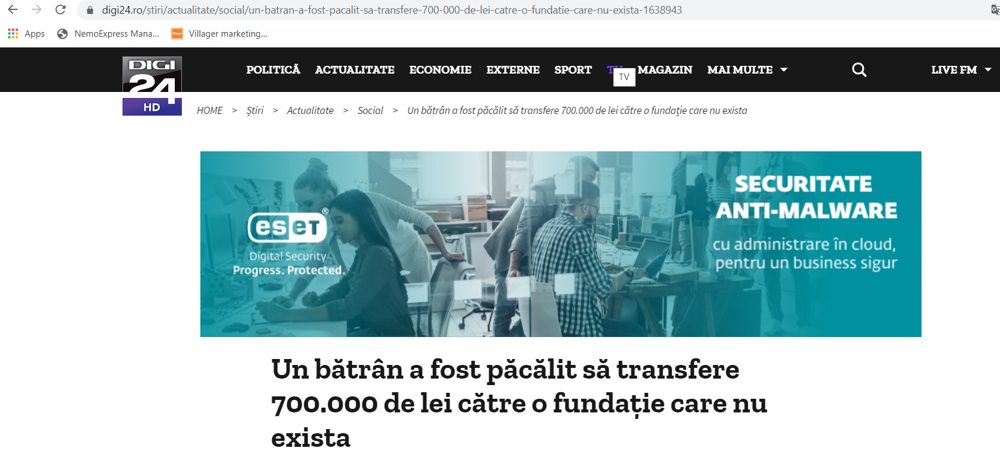 digi24.ro/stiri/actualitate/social/un-batran-a-fost-pacalit-sa-transfere-700-000-de-lei-catre-o-fundatie-care-nu-exista-1638943
Apps NemoExpress Mana... Villager marketing...
DIGI
24
HD
POLITICĂ ACTUALITATE ECONOMIE EXTERNE SPORT TV MAGAZIN MAI MULTE LIVE FM
TV
HOME > Știri > Actualitate > Social > Un bătrân a fost păcălit să transfere 700.000 de lei către o fundație care nu exista
eseT®
Digital Security
Progress. Protected.
SECURITATE
ANTI-MALWARE
cu administrare în cloud,
pentru un business sigur
Un bătrân a fost păcălit să transfere
700.000 de lei către o fundație care nu
exista